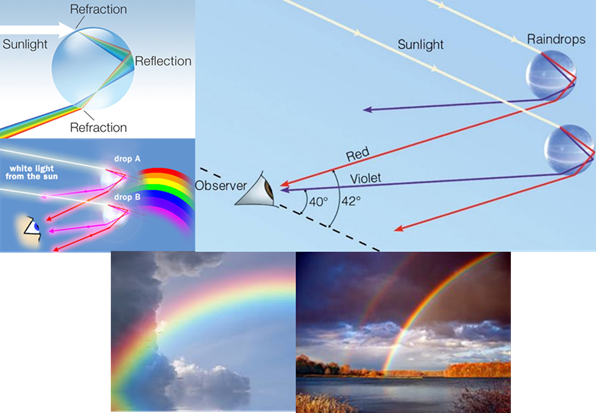 Refraction
Sunlight
Reflection
Refraction
drop A
white light
from the sun
drop B
Sunlight
Raindrops
Red
Violet
Observer
40°
42°